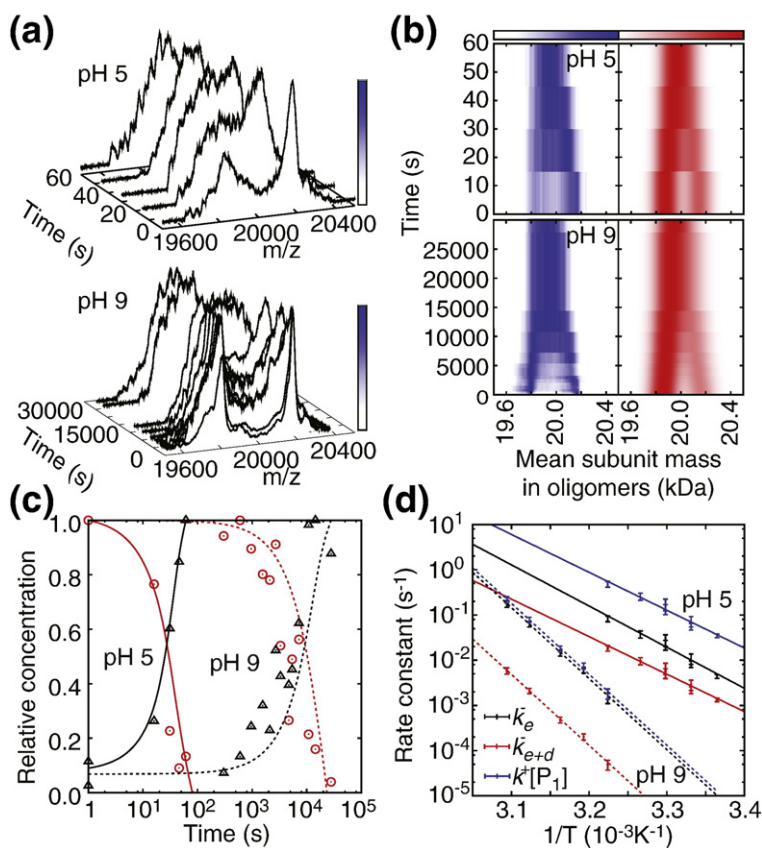 (a)
pH 5
60
40
20
0
Time (s)
19600
20000
20400
m/z
pH 9
30000
15000
0
Time (s)
19600
20000
20400
m/z
(b)
pH 5
60
50
40
30
20
10
0
Time (s)
pH 9
25000
20000
15000
10000
5000
0
19.6
20.0
20.4
19.6
20.0
20.4
Mean subunit mass
in oligomers (kDa)
(c)
1.0
0.8
0.6
0.4
0.2
0.0
Relative concentration
pH 5
pH 9
1 10¹ 10² 10³ 10⁴ 10⁵
Time (s)
(d)
10¹
10⁰
10⁻¹
10⁻²
10⁻³
10⁻⁴
10⁻⁵
Rate constant (s⁻¹)
pH 5
k⁻ₑ
k⁻ₑ₊d
k⁺[P₁]
pH 9
3.1 3.2 3.3 3.4
1/T (10⁻³K⁻¹)